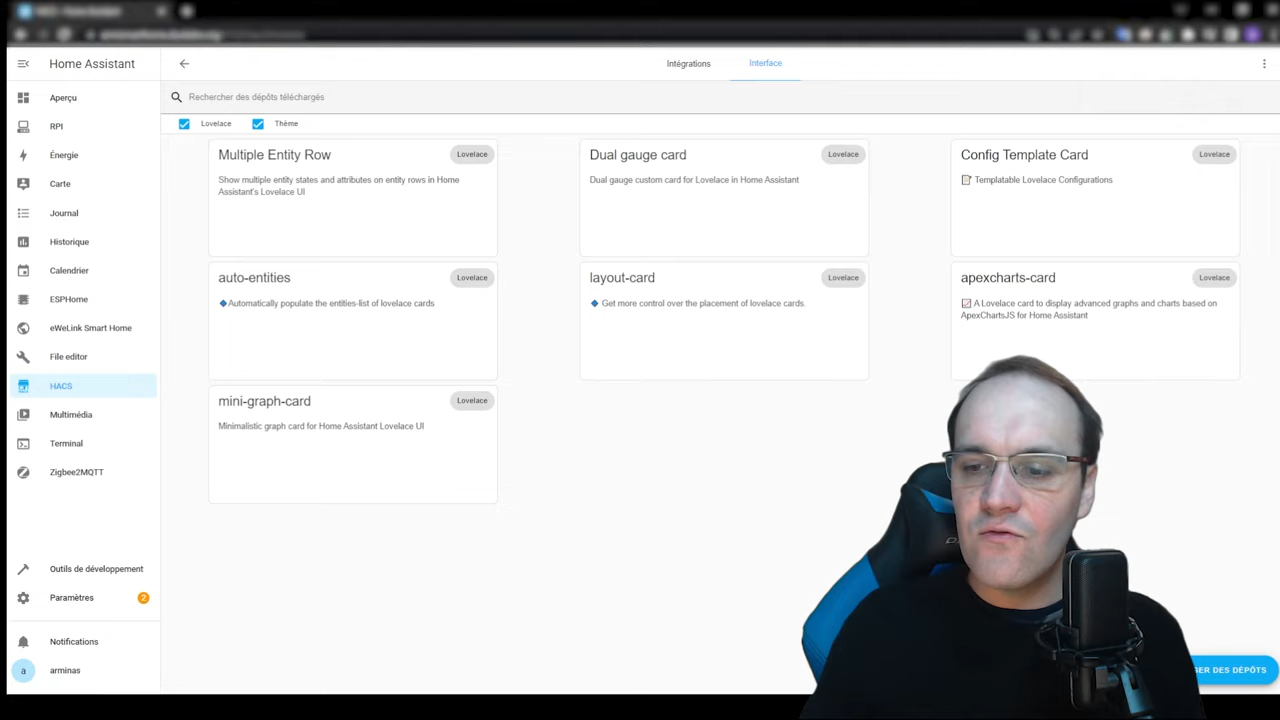 Home Assistant
Intégrations
Interface
Aperçu
RPI
Énergie
Carte
Journal
Historique
Calendrier
ESPHome
eWeLink Smart Home
File editor
HACS
Multimédia
Terminal
Zigbee2MQTT
Outils de développement
Paramètres
2
Notifications
a
arminas
Rechercher des dépôts téléchargés
Lovelace
Thème
Multiple Entity Row
Lovelace
Show multiple entity states and attributes on entity rows in Home
Assistant's Lovelace UI
Dual gauge card
Lovelace
Dual gauge custom card for Lovelace in Home Assistant
Config Template Card
Lovelace
Templatable Lovelace Configurations
auto-entities
Lovelace
Automatically populate the entities-list of lovelace cards
layout-card
Lovelace
Get more control over the placement of lovelace cards.
apexcharts-card
Lovelace
A Lovelace card to display advanced graphs and charts based on
ApexChartsJS for Home Assistant
mini-graph-card
Lovelace
Minimalistic graph card for Home Assistant Lovelace UI
DES DÉPÔTS